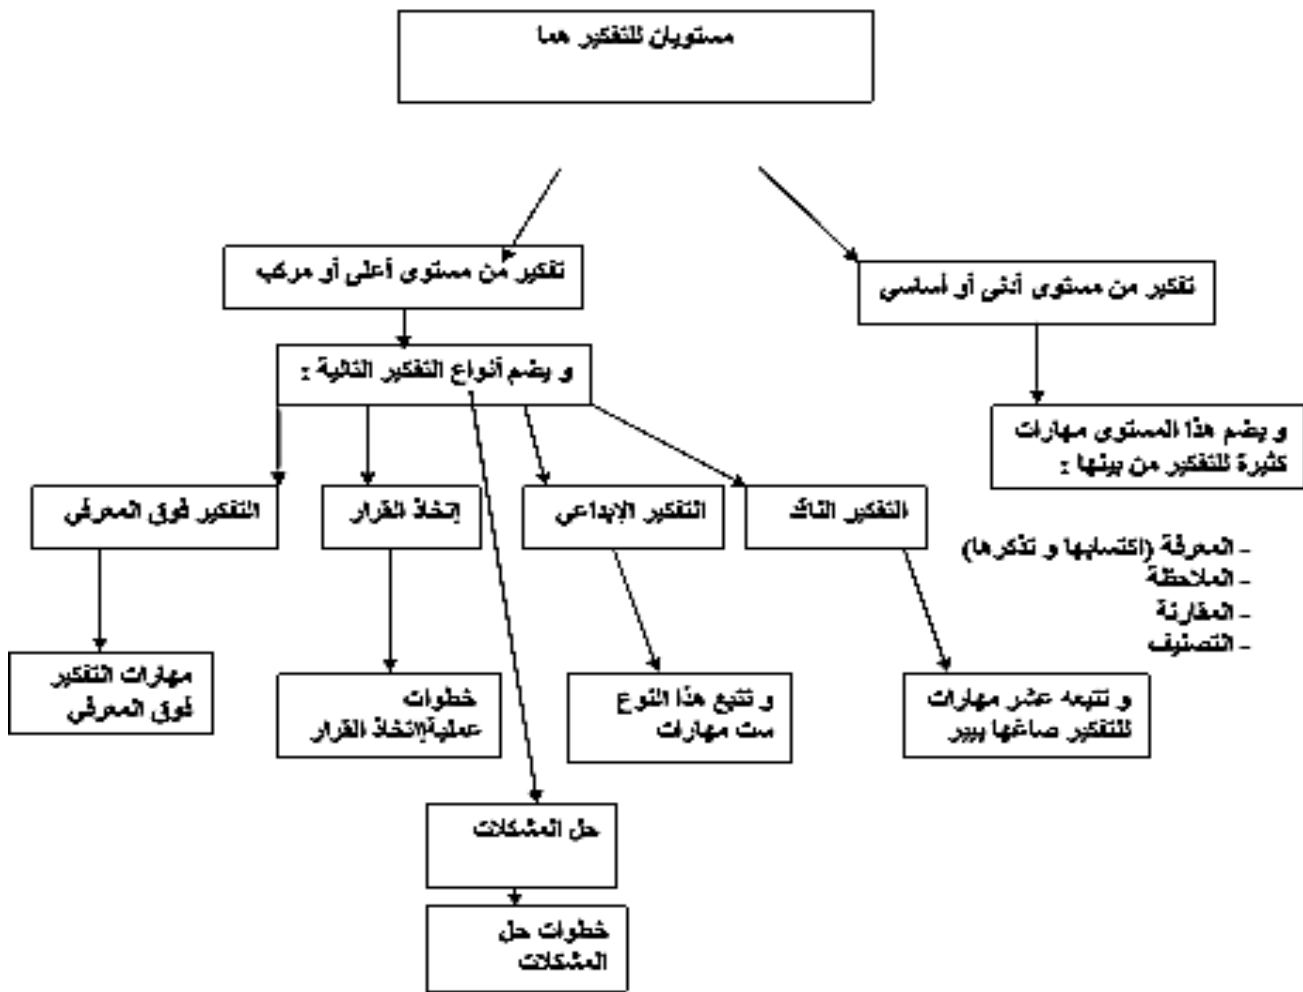 مستويان للتفكير هما
تفكير من مستوى أعلى أو مركب
تفكير من مستوى أدنى أو أساسي
و يضم أنواع التفكير التالية :
و يضم هذا المستوى مهارات
كثيرة للتفكير من بينها :
- المعرفة (اكتسابها و تذكرها)
- الملاحظة
- المقارنة
- التصنيف
التفكير الناك
التفكير الإبداعي
إتخاذ القرار
التفكير فوق المعرفي
و تتبعه عشر مهارات
للتفكير صاغها بيير
و تتبع هذا النوع
ست مهارات
خطوات
عملية إتخاذ القرار
مهارات التفكير
فوق المعرفي
حل المشكلات
خطوات حل
المشكلات